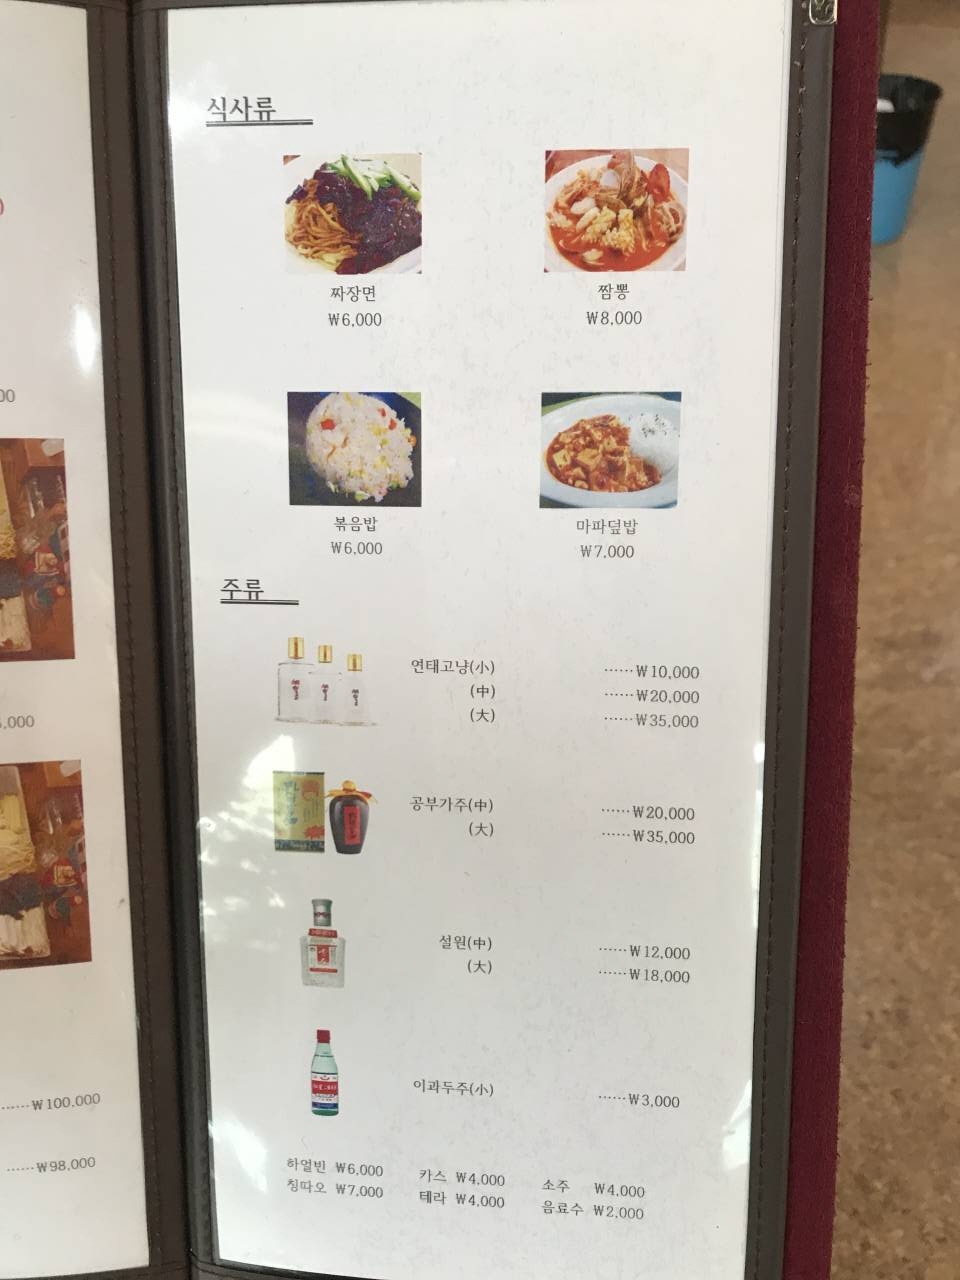 식사류
짜장면
₩6,000
짬뽕
₩8,000
볶음밥
₩6,000
마파덮밥
₩7,000
주류
연태고냥(小) ······₩10,000
(中) ······₩20,000
(大) ······₩35,000
공부가주(中) ······₩20,000
(大) ······₩35,000
설원(中) ······₩12,000
(大) ······₩18,000
이과두주(小) ······₩3,000
하얼빈 ₩6,000 카스 ₩4,000 소주 ₩4,000
칭따오 ₩7,000 테라 ₩4,000 음료수 ₩2,000
······₩100,000
······₩98,000